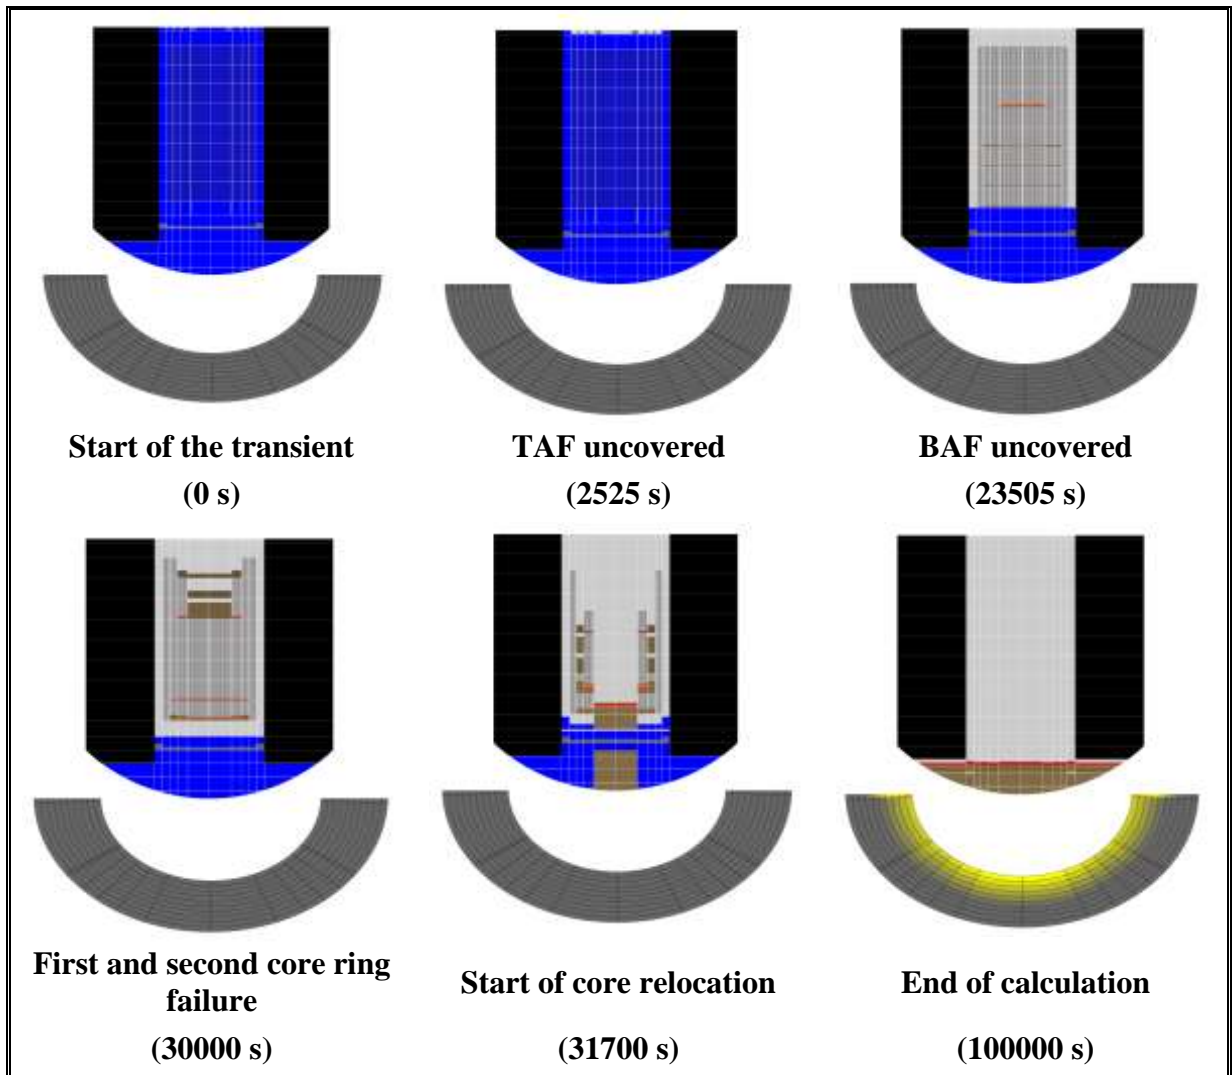 Start of the transient
(0 s)
TAF uncovered
(2525 s)
BAF uncovered
(23505 s)
First and second core ring
failure
(30000 s)
Start of core relocation
(31700 s)
End of calculation
(100000 s)